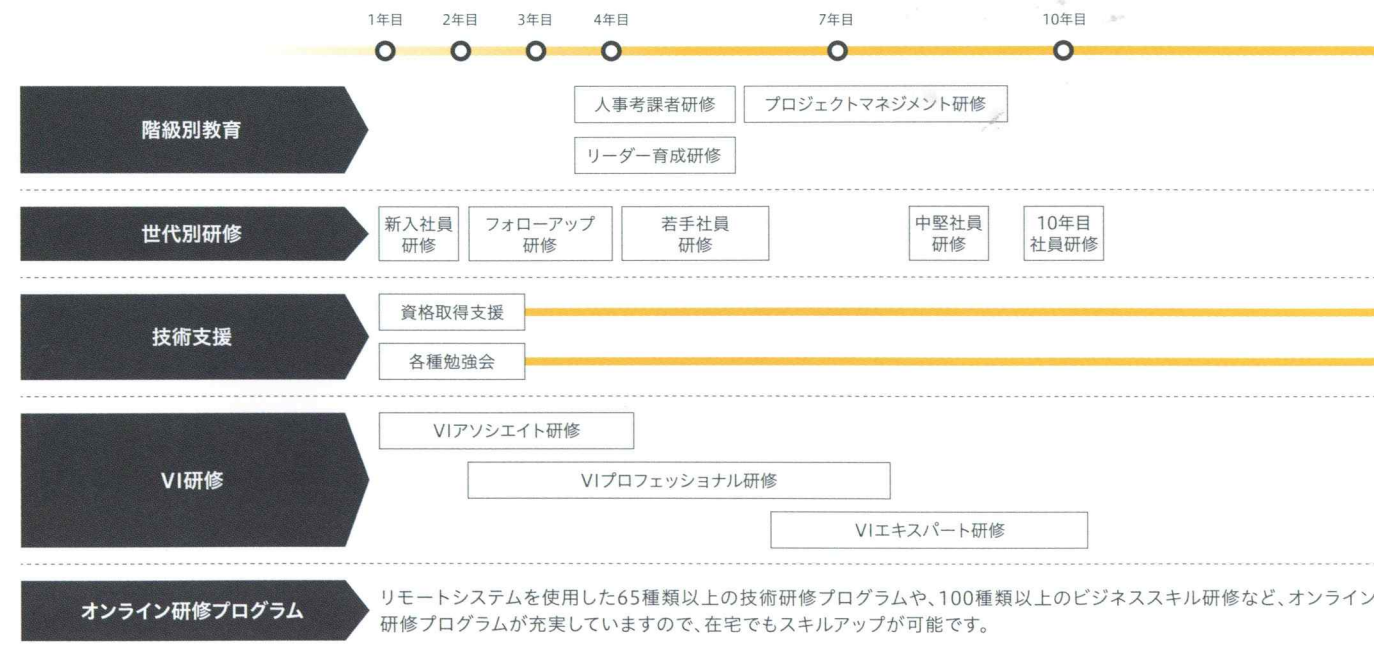 1年目 2年目 3年目 4年目 7年目 10年目
階級別教育
人事考課者研修 プロジェクトマネジメント研修
リーダー育成研修
世代別研修
新入社員
研修
フォローアップ
研修
若手社員
研修
中堅社員
研修
10年目
社員研修
技術支援
資格取得支援
各種勉強会
VI研修
VIアソシエイト研修
VIプロフェッショナル研修
VIエキスパート研修
オンライン研修プログラム
リモートシステムを使用した65種類以上の技術研修プログラムや、100種類以上のビジネススキル研修など、オンライン
研修プログラムが充実していますので、在宅でもスキルアップが可能です。